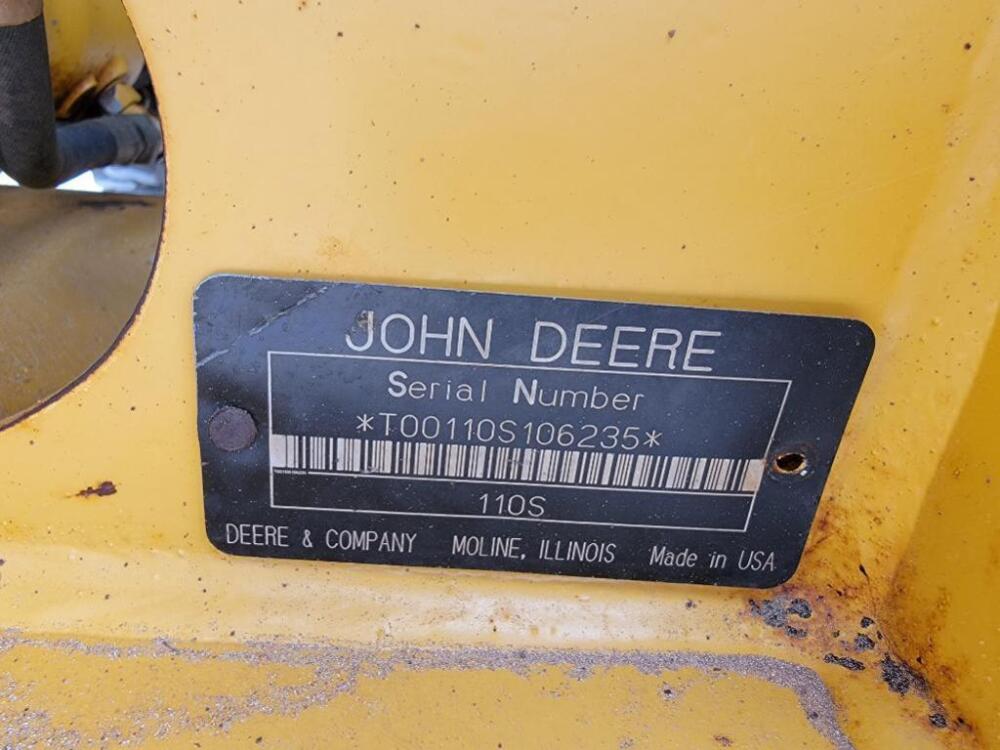 JOHN DEERE
Serial Number
*T00110S106235*
110S
DEERE & COMPANY MOLINE, ILLINOIS Made in USA